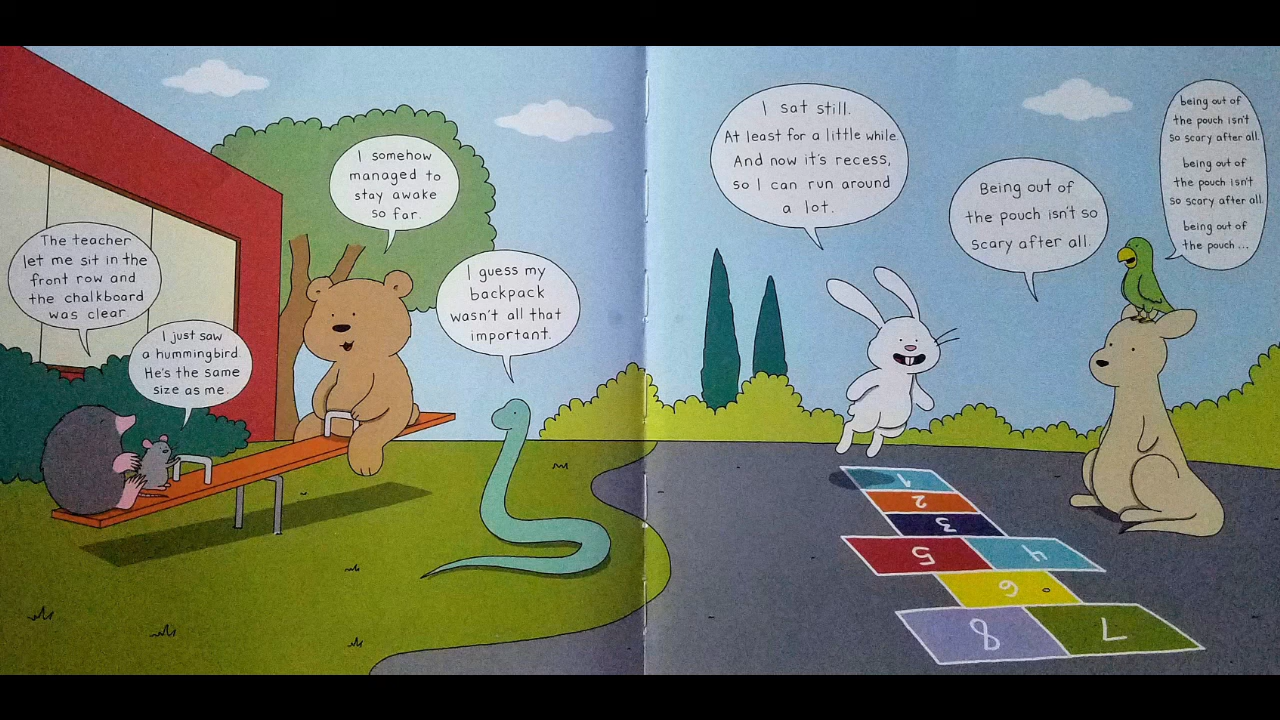 The teacher
let me sit in the
front row and
the chalkboard
was clear.
I just saw
a hummingbird.
He's the same
size as me.
I somehow
managed to
stay awake
so far.
I guess my
backpack
wasn't all that
important.
I sat still.
At least for a little while.
And now it's recess,
so I can run around
a lot.
Being out of
the pouch isn't so
scary after all.
being out of
the pouch isn't
so scary after all.
being out of
the pouch isn't
so scary after all.
being out of
the pouch ...
1
2
3
5 4
6
8 7